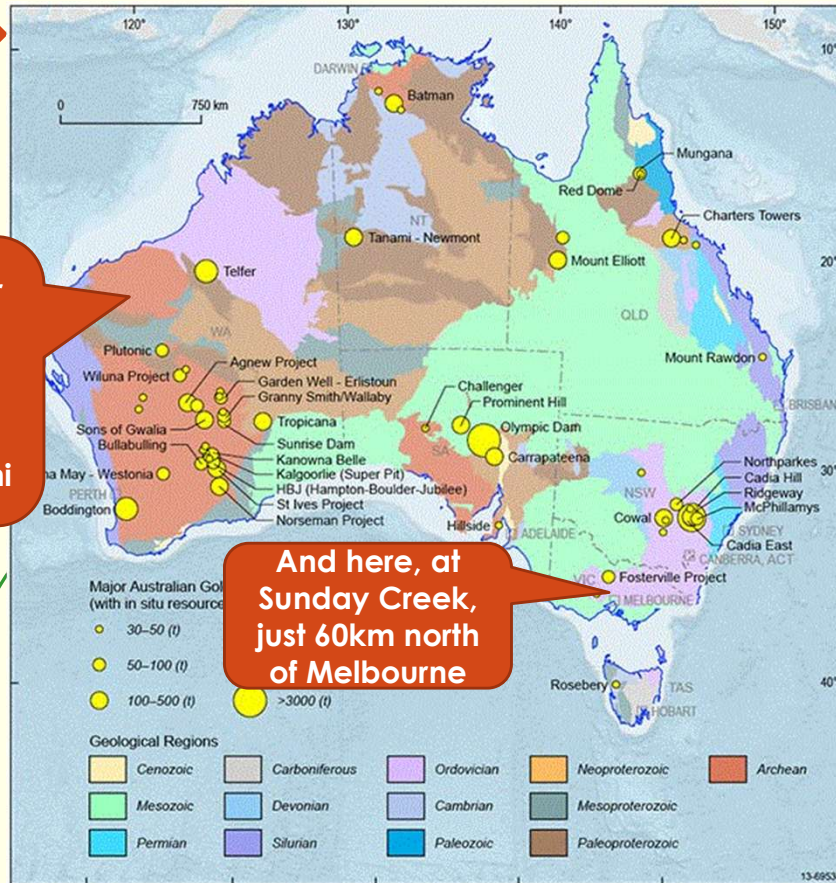 120°
130°
140°
150°
10°
DARWIN
Batman
0
750 km
Mungana
Red Dome
Charters Towers
NT
Tanami - Newmont
Mount Elliott
20°
Telfer
WA
QLD
Plutonic
Agnew Project
Mount Rawdon
Wiluna Project
Garden Well - Erlistoun
Granny Smith/Wallaby
Challenger
Prominent Hill
BRISBAN
Sons of Gwalia
Tropicana
Olympic Dam
Bullabulling
Sunrise Dam
SA
Carrapateena
Kanowna Belle
Northparkes
na May - Westonia
Kalgoorlie (Super Pit)
Cadia Hill
30°
HBJ (Hampton-Boulder-Jubilee)
NSW
Ridgeway
PERTH
St Ives Project
Cowal
McPhillamys
Boddington
Norseman Project
Hillside
ADELAIDE
SYDNEY
Cadia East
CANBERRA, ACT
And here, at
Sunday Creek,
just 60km north
of Melbourne
VIC
Fosterville Project
MELBOURNE
Major Australian Gol
(with in situ resource
30–50 (t)
50–100 (t)
100–500 (t)
>3000 (t)
Rosebery
TAS
HOBART
40°
Geological Regions
Cenozoic
Carboniferous
Ordovician
Neoproterozoic
Archean
Mesozoic
Devonian
Cambrian
Mesoproterozoic
Permian
Silurian
Paleozoic
Paleoproterozoic
13-6953